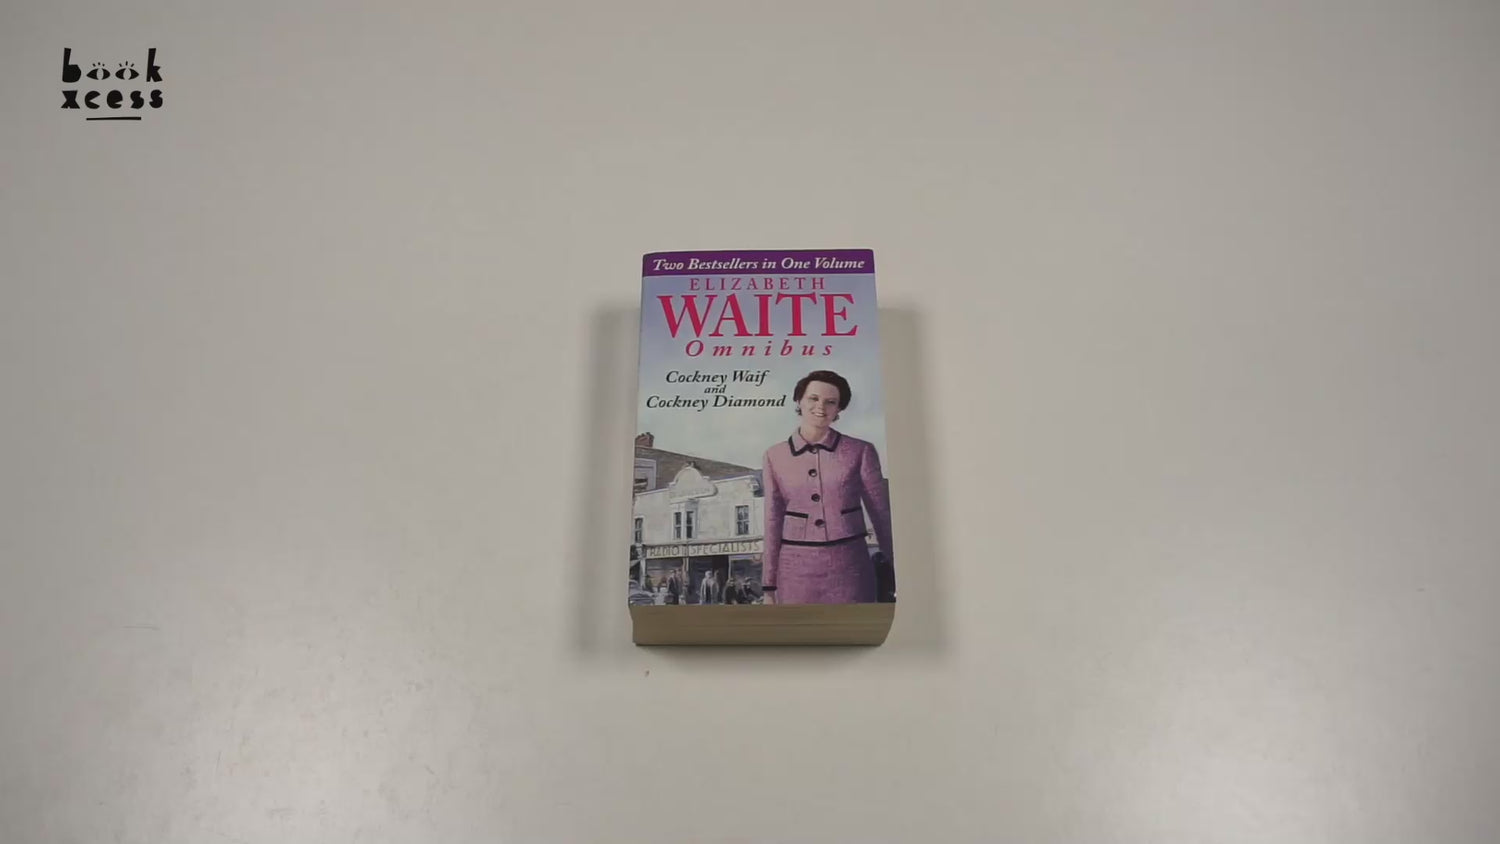 book
xcess
Two Bestsellers in One Volume
ELIZABETH
WAITE
Omnibus
Cockney Waif
and
Cockney Diamond
RADIO SPECIALISTS